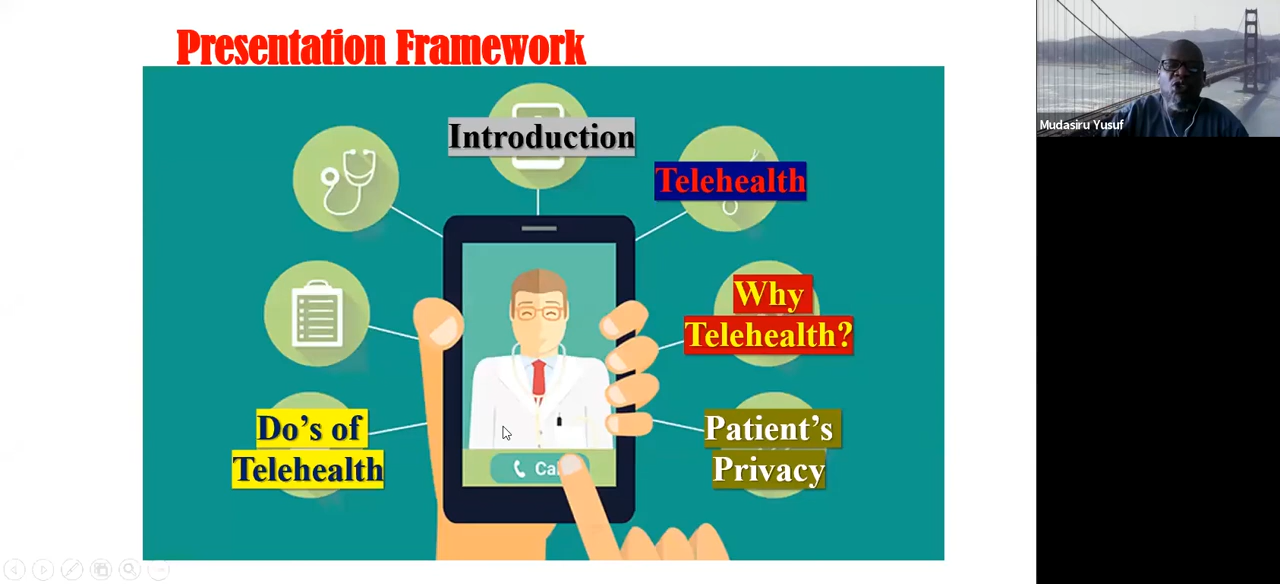 Presentation Framework
Introduction
Telehealth
Why
Telehealth?
Patient's
Privacy
Do's of
Telehealth
Mudasiru Yusuf